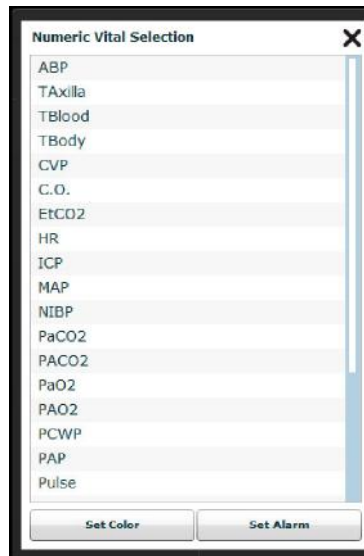 Numeric Vital Selection
ABP
TAxilla
TBlood
TBody
CVP
C.O.
EtCO2
HR
ICP
MAP
NIBP
PaCO2
PACO2
PaO2
PAO2
PCWP
PAP
Pulse
Set Color
Set Alarm